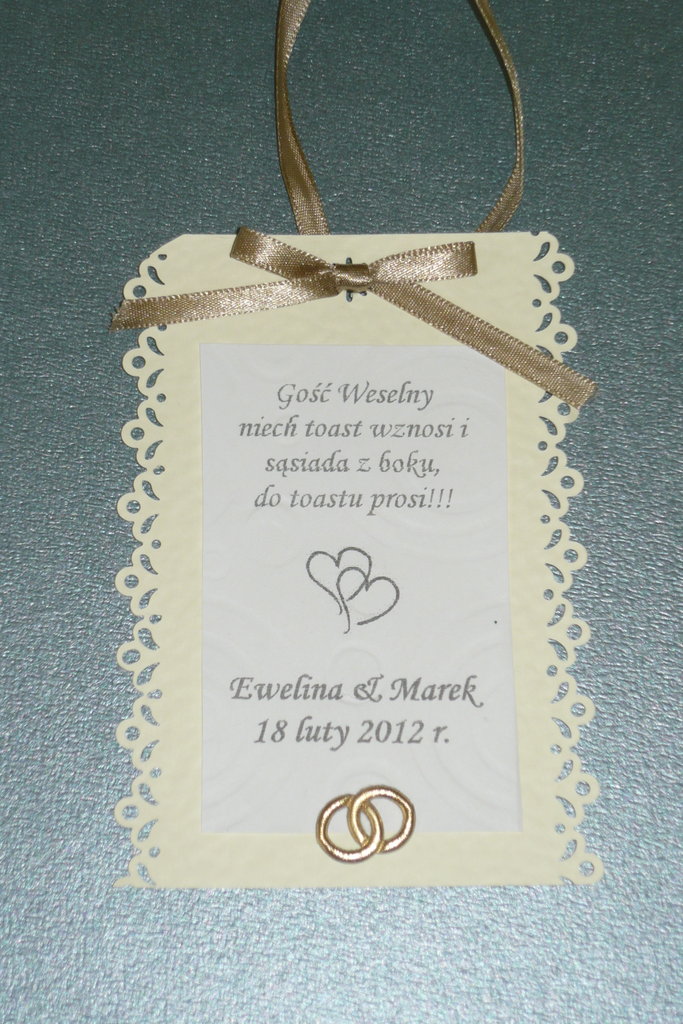 Gość Weselny
niech toast wznosi i
sąsiada z boku,
do toastu prosi!!!
Ewelina & Marek
18 luty 2012 r.